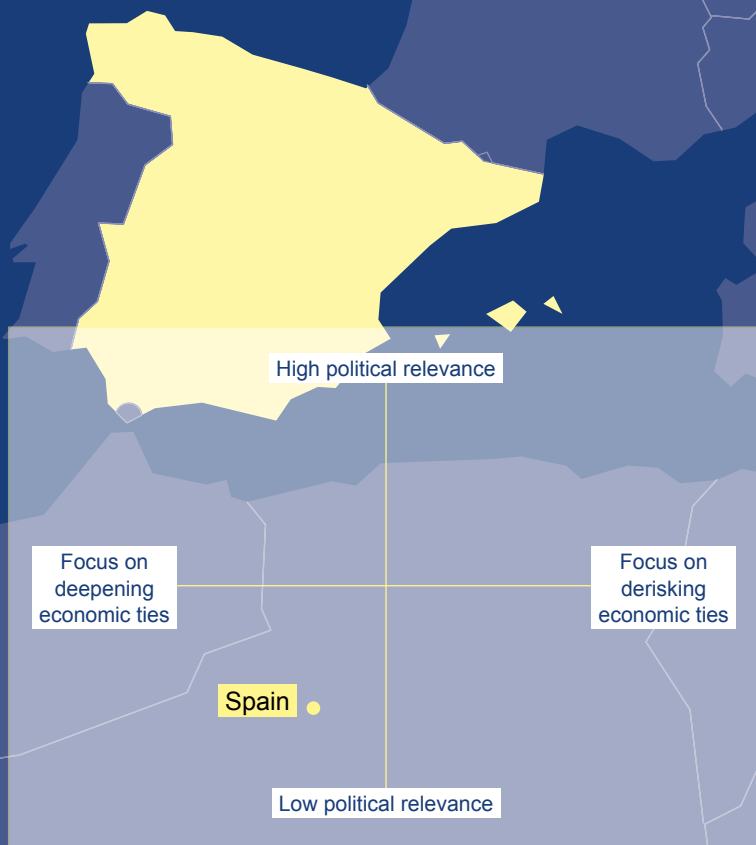 High political relevance
Focus on
deepening
economic ties
Focus on
derisking
economic ties
Spain
Low political relevance